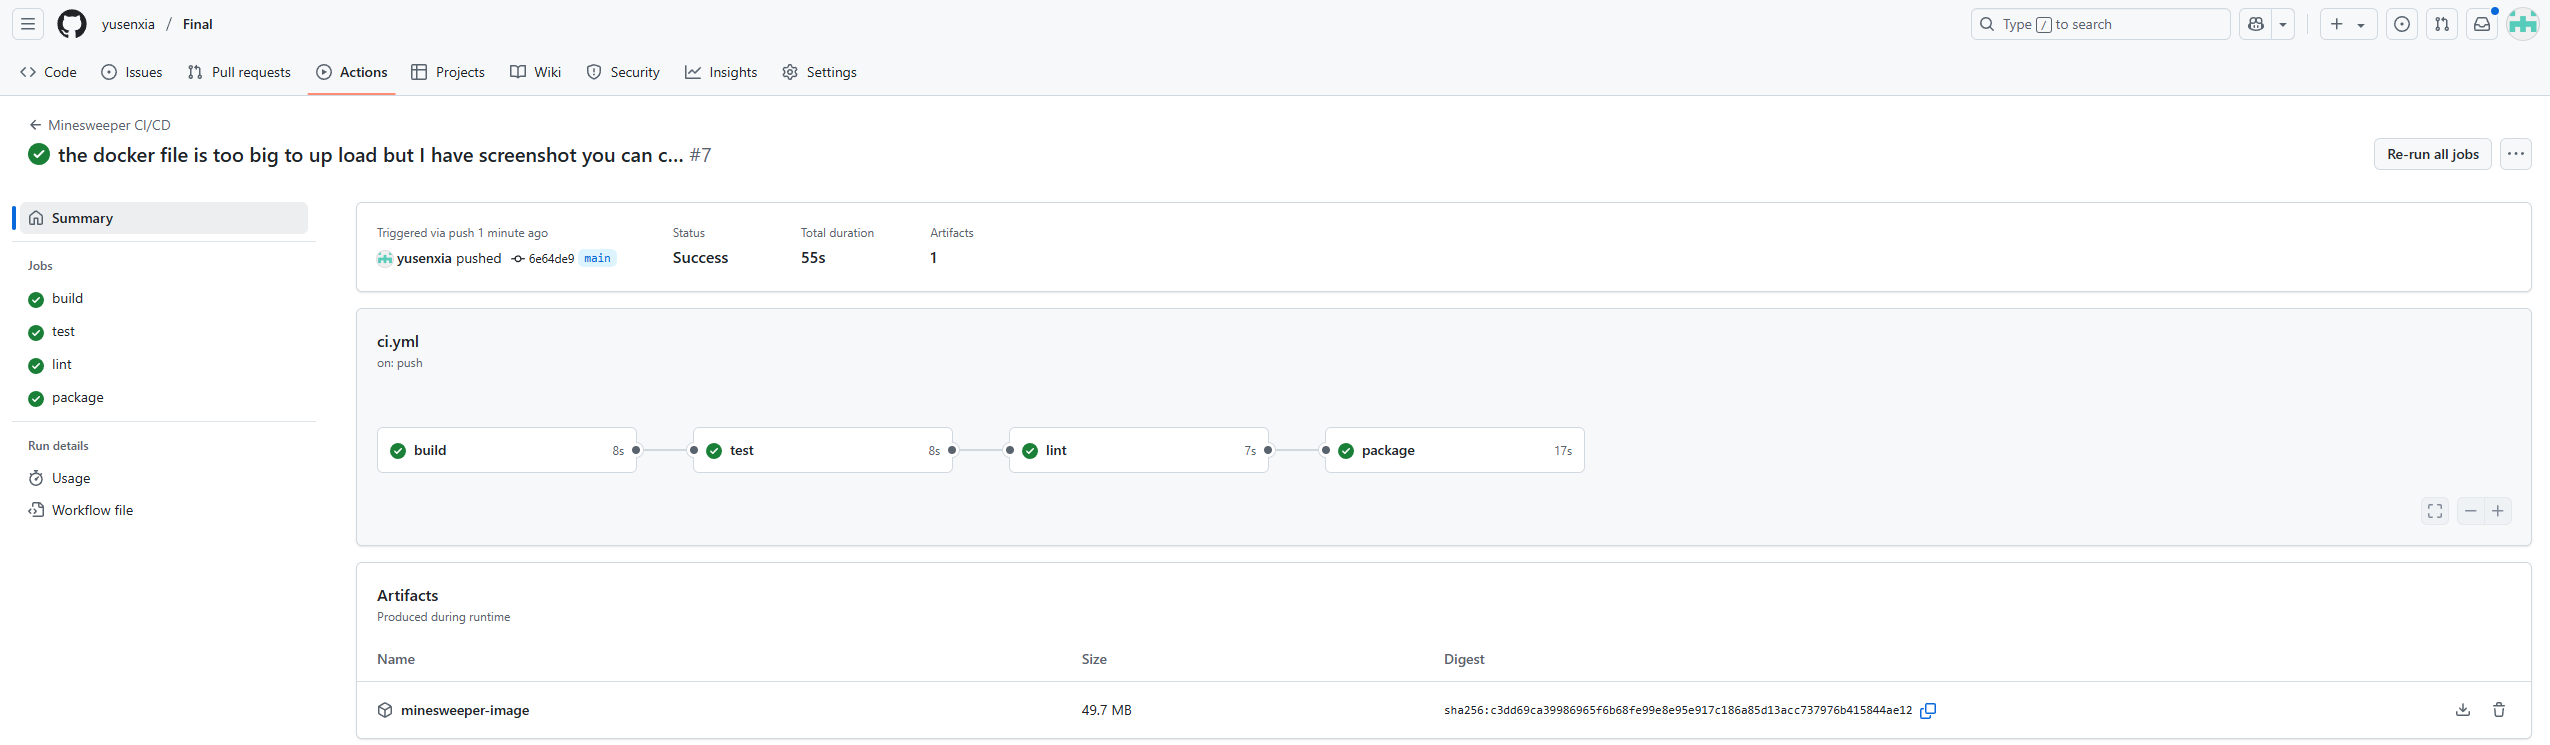 yusenxia / Final
Type / to search
Code Issues Pull requests Actions Projects Wiki Security Insights Settings
Minesweeper CI/CD
the docker file is too big to up load but I have screenshot you can c... #7
Re-run all jobs
Summary
Jobs
build
test
lint
package
Run details
Usage
Workflow file
Triggered via push 1 minute ago
yusenxia pushed 6e64de9 main
Status
Success
Total duration
55s
Artifacts
1
ci.yml
on: push
build 8s
test 8s
lint 7s
package 17s
Artifacts
Produced during runtime
Name Size Digest
minesweeper-image 49.7 MB sha256:c3dd69ca39986965f6b68fe99e8e95e917c186a85d13acc737976b415844ae12